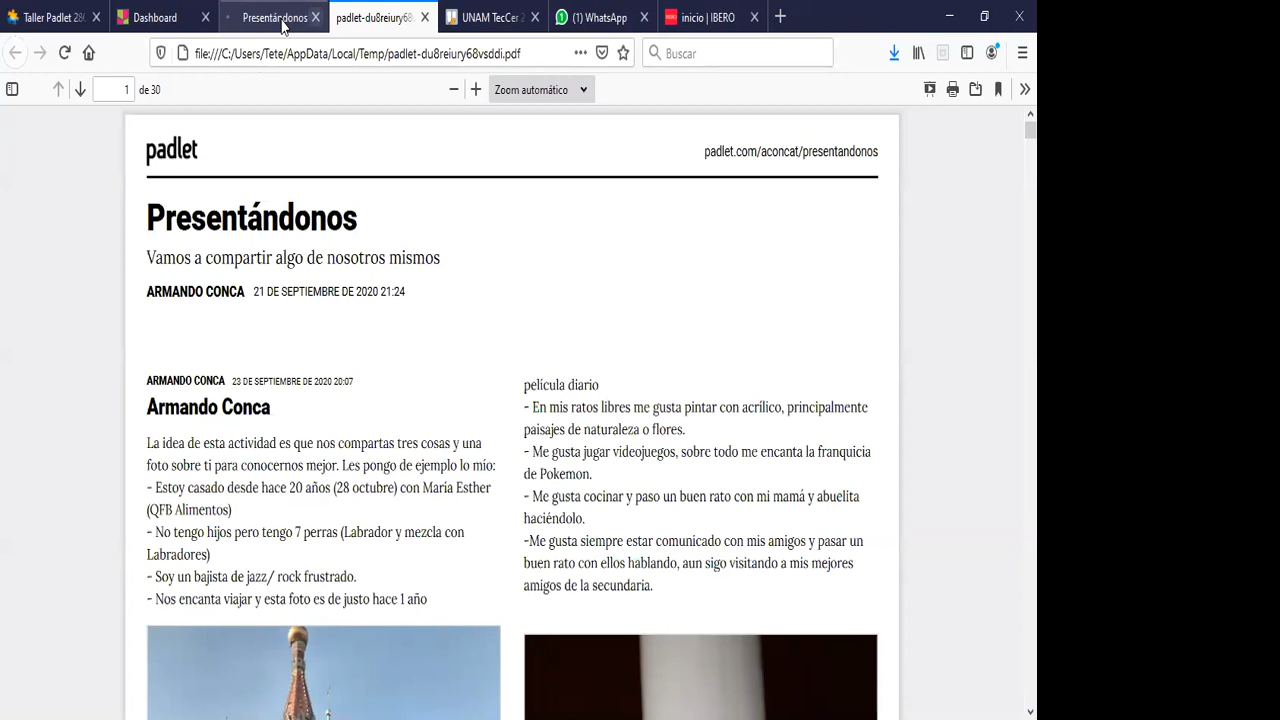 Taller Padlet 280
Dashboard
Presentándonos
padlet-du8reiury68
UNAM TecCer 2
(1) WhatsApp
inicio | IBERO
file:///C:/Users/Tete/AppData/Local/Temp/padlet-du8reiury68vsddi.pdf
Buscar
1 de 30
Zoom automático
padlet
padlet.com/aconcat/presentandonos
Presentándonos
Vamos a compartir algo de nosotros mismos
ARMANDO CONCA 21 DE SEPTIEMBRE DE 2020 21:24
ARMANDO CONCA 23 DE SEPTIEMBRE DE 2020 20:07
Armando Conca
La idea de esta actividad es que nos compartas tres cosas y una
foto sobre ti para conocernos mejor. Les pongo de ejemplo lo mío:
- Estoy casado desde hace 20 años (28 octubre) con María Esther
(QFB Alimentos)
- No tengo hijos pero tengo 7 perras (Labrador y mezcla con
Labradores)
- Soy un bajista de jazz/ rock frustrado.
- Nos encanta viajar y esta foto es de justo hace 1 año
película diario
- En mis ratos libres me gusta pintar con acrílico, principalmente
paisajes de naturaleza o flores.
- Me gusta jugar videojuegos, sobre todo me encanta la franquicia
de Pokemon.
- Me gusta cocinar y paso un buen rato con mi mamá y abuelita
haciéndolo.
-Me gusta siempre estar comunicado con mis amigos y pasar un
buen rato con ellos hablando, aun sigo visitando a mis mejores
amigos de la secundaria.